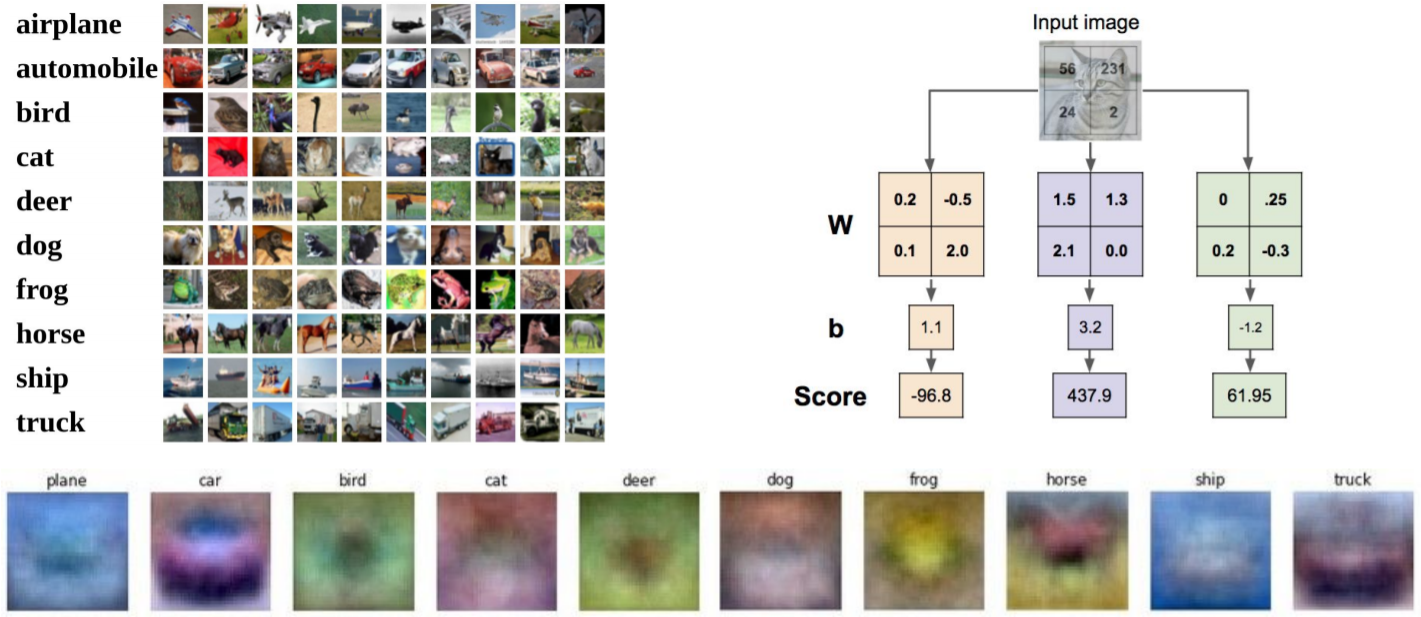 airplane
automobile
bird
cat
deer
dog
frog
horse
ship
truck
Input image
56 231
24 2
W
0.2 -0.5
0.1 2.0
1.5 1.3
2.1 0.0
0 .25
0.2 -0.3
b
1.1 3.2 -1.2
Score
-96.8 437.9 61.95
plane car bird cat deer dog frog horse ship truck